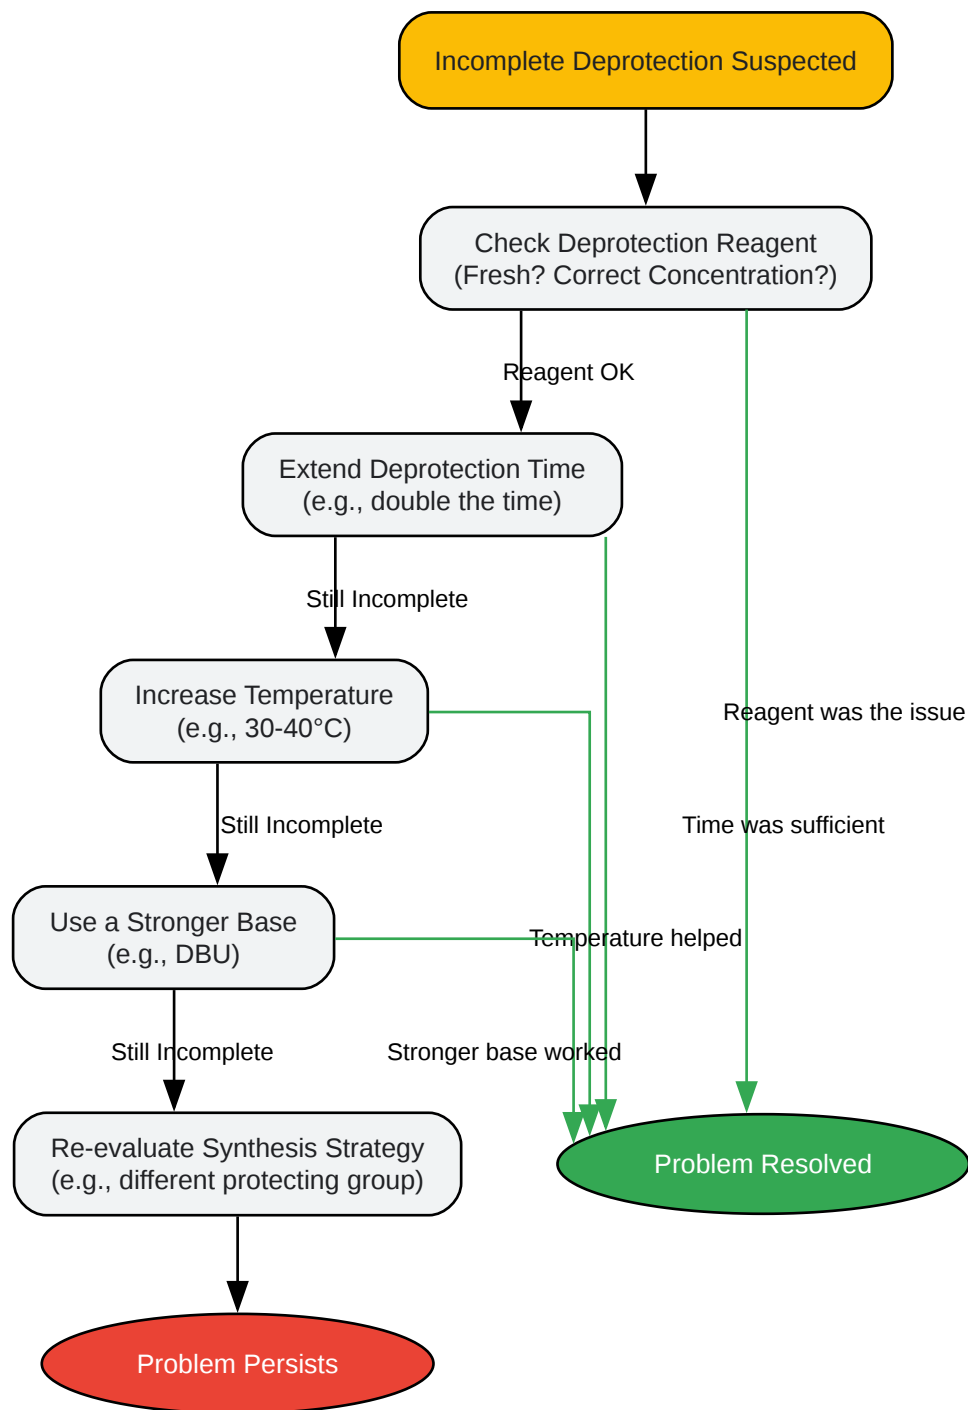 Incomplete Deprotection Suspected
Check Deprotection Reagent
(Fresh? Correct Concentration?)
Reagent OK
Extend Deprotection Time
(e.g., double the time)
Still Incomplete
Increase Temperature
(e.g., 30-40°C)
Reagent was the issue
Still Incomplete
Time was sufficient
Use a Stronger Base
(e.g., DBU)
Temperature helped
Still Incomplete
Stronger base worked
Re-evaluate Synthesis Strategy
(e.g., different protecting group)
Problem Resolved
Problem Persists